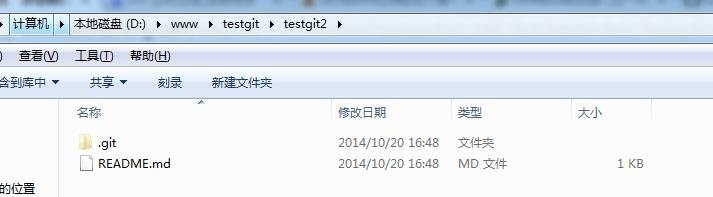 计算机 ▸ 本地磁盘 (D:) ▸ www ▸ testgit ▸ testgit2 ▸
) 查看(V) 工具(T) 帮助(H)
含到库中 ▾ 共享 ▾ 刻录 新建文件夹
名称 修改日期 类型 大小
.git 2014/10/20 16:48 文件夹
README.md 2014/10/20 16:48 MD 文件 1 KB
的位置